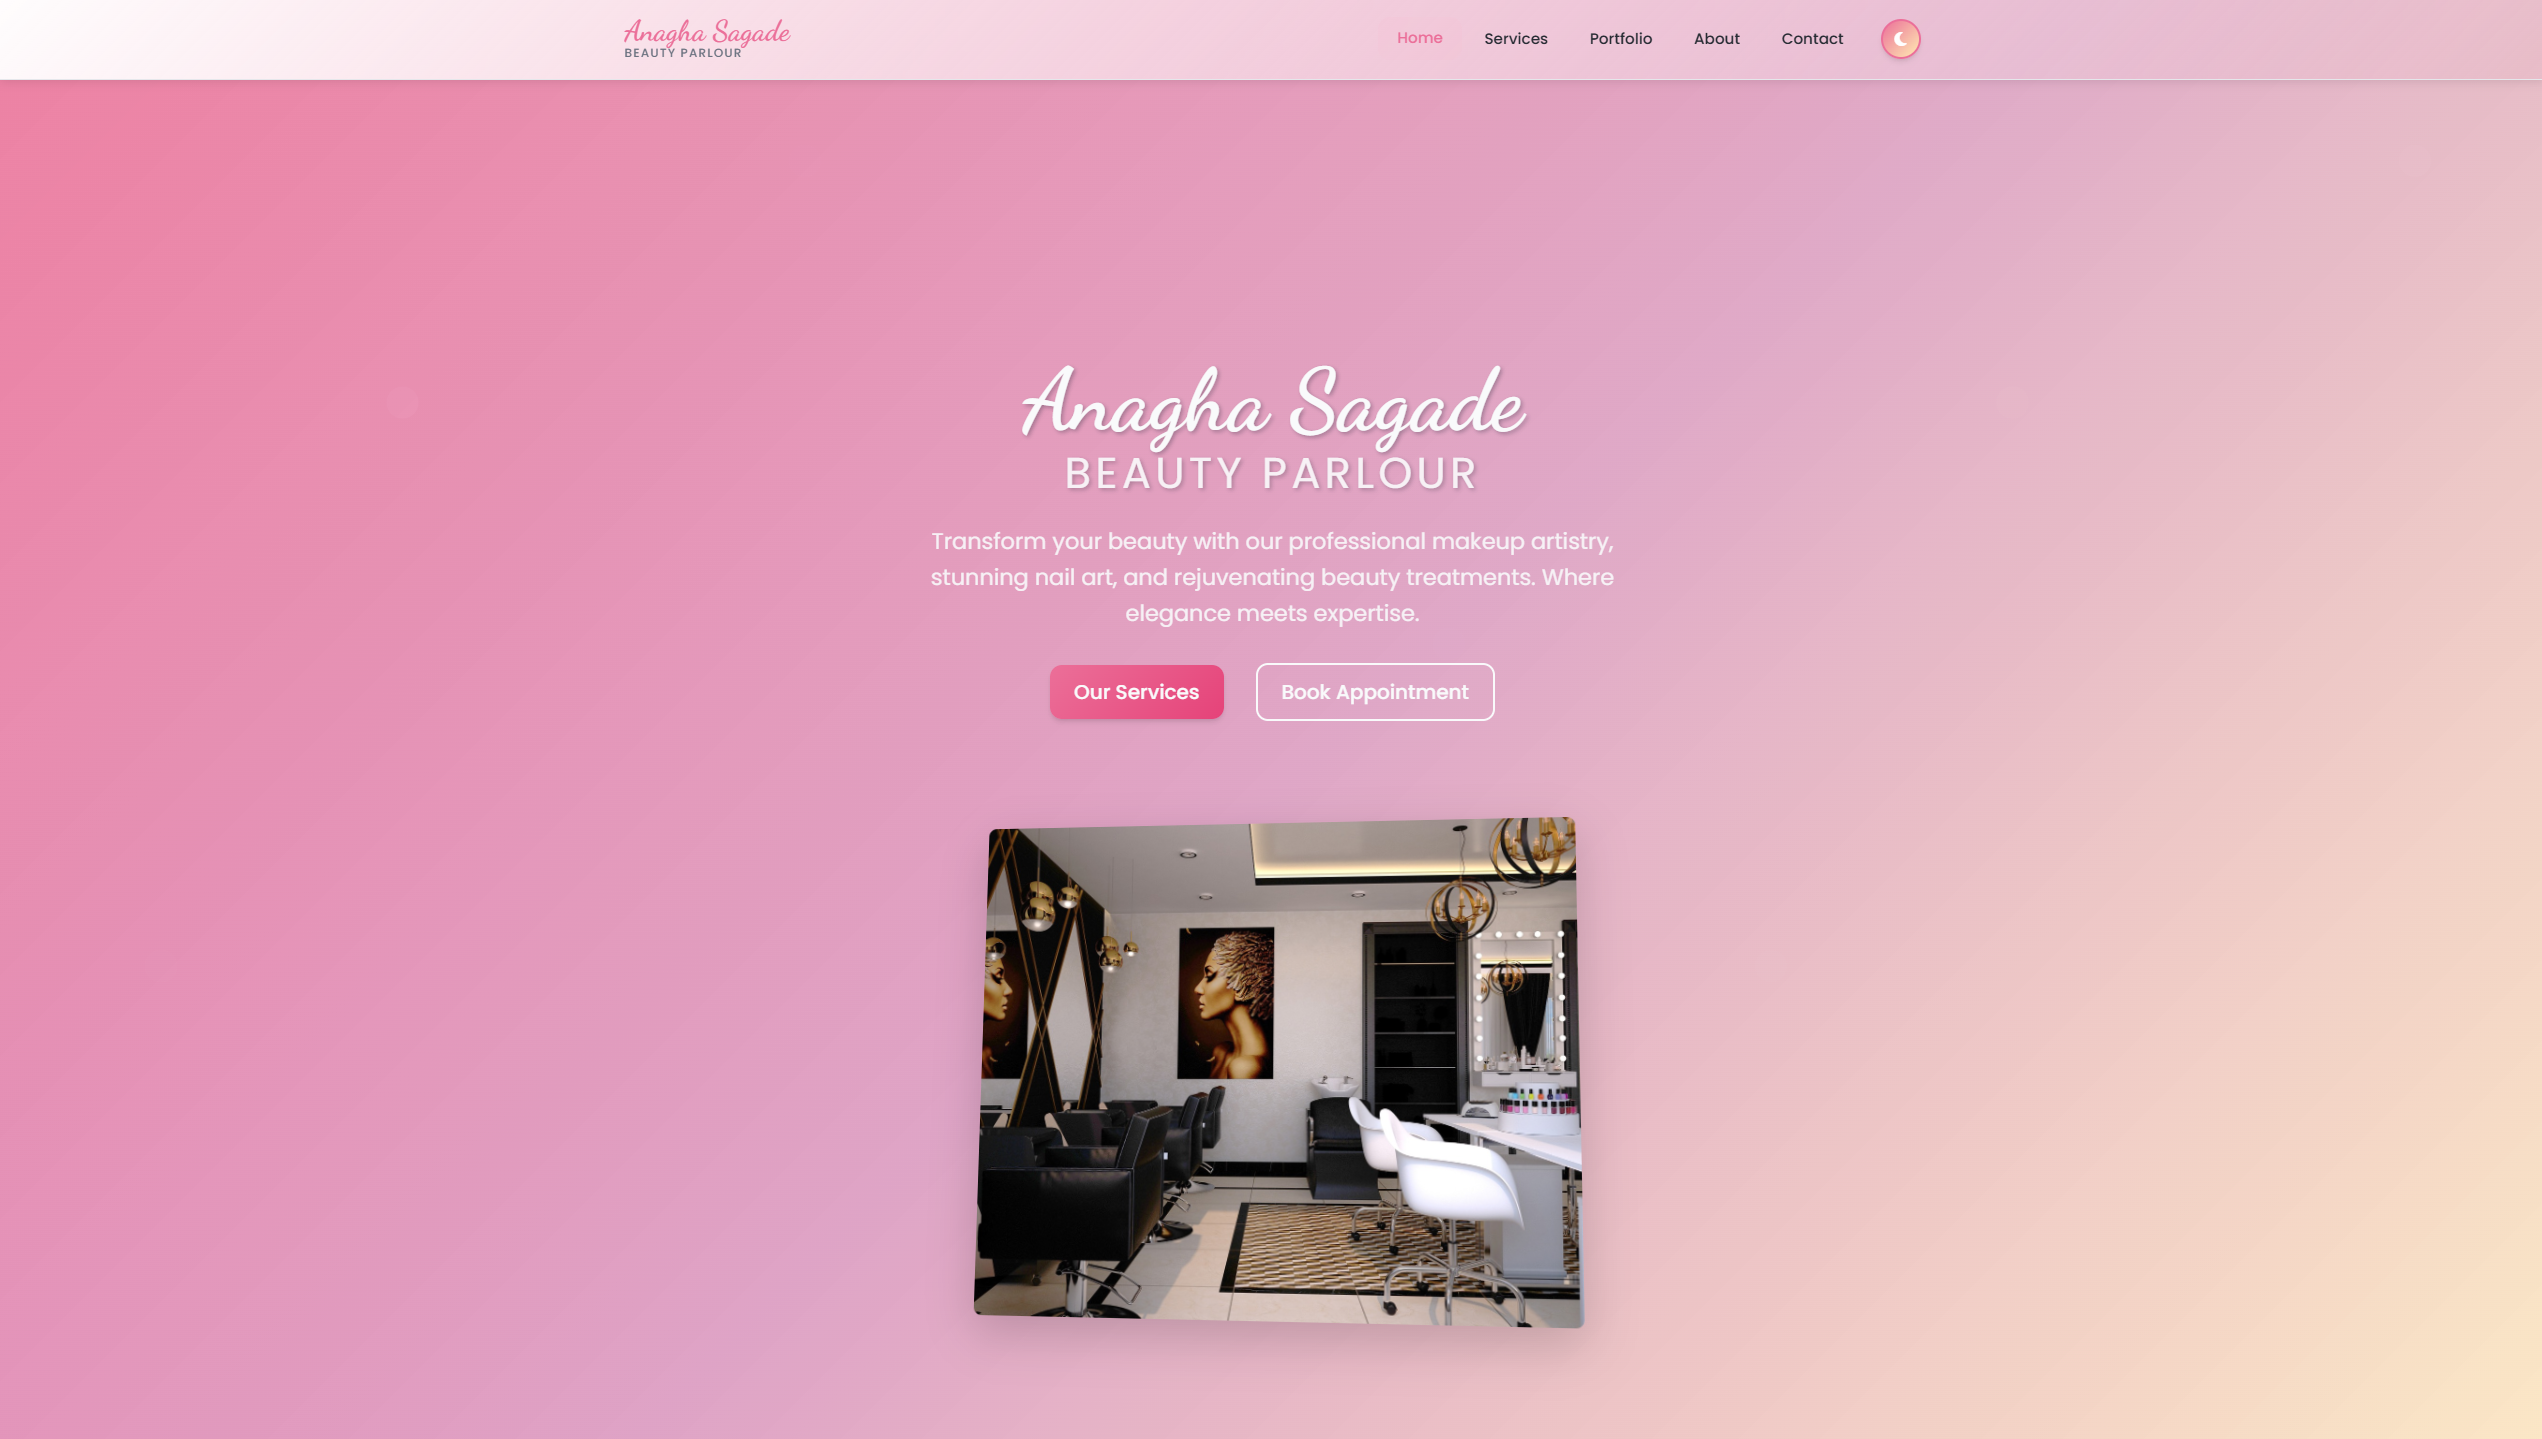 Anagha Sagade
BEAUTY PARLOUR
Home
Services
Portfolio
About
Contact
Anagha Sagade
BEAUTY PARLOUR
Transform your beauty with our professional makeup artistry,
stunning nail art, and rejuvenating beauty treatments. Where
elegance meets expertise.
Our Services
Book Appointment